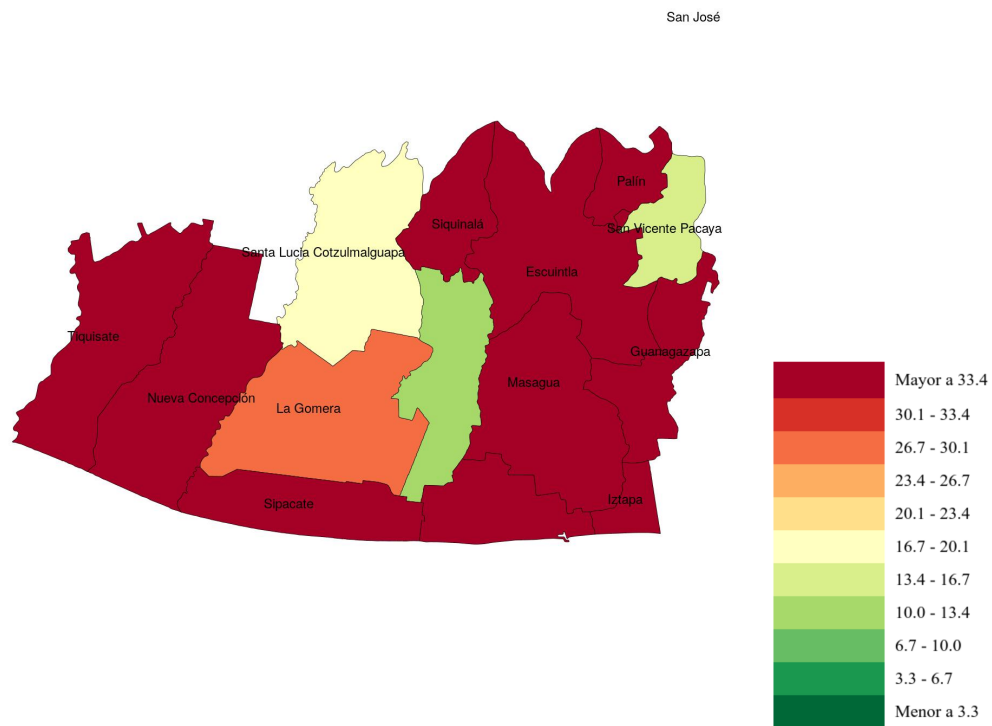 San José
Palín
Siquinalá
San Vicente Pacaya
Santa Lucía Cotzulmalguapa
Escuintla
Tiquisate
Guanagazapa
Masagua
Nueva Concepción
La Gomera
Iztapa
Sipacate
Mayor a 33.4
30.1 - 33.4
26.7 - 30.1
23.4 - 26.7
20.1 - 23.4
16.7 - 20.1
13.4 - 16.7
10.0 - 13.4
6.7 - 10.0
3.3 - 6.7
Menor a 3.3